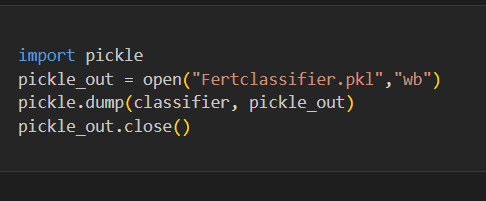 import pickle
pickle_out = open("Fertclassifier.pkl","wb")
pickle.dump(classifier, pickle_out)
pickle_out.close()